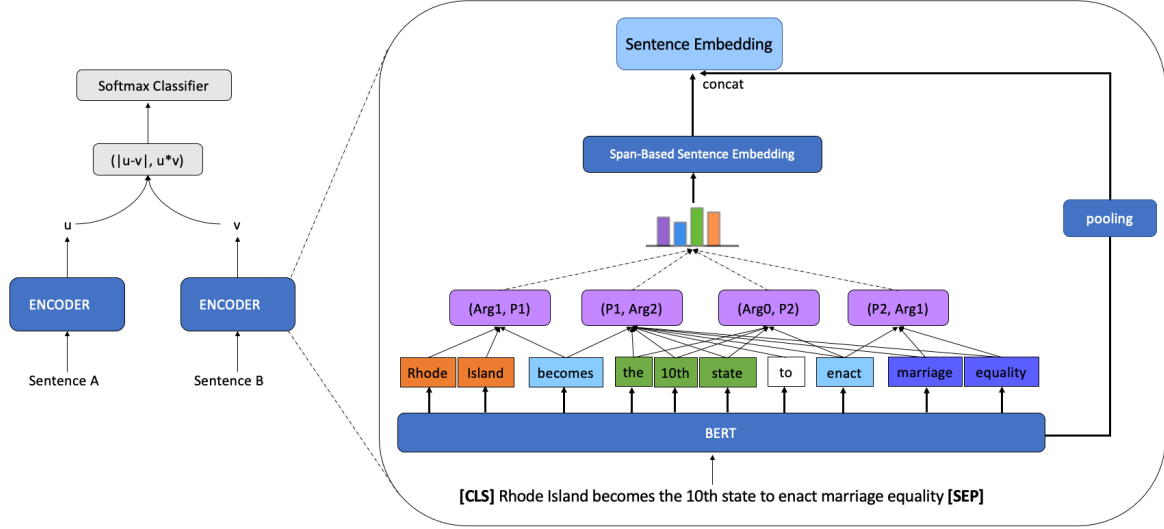 Softmax Classifier
(|u-v|, u*v)
u
v
ENCODER
ENCODER
Sentence A
Sentence B
Sentence Embedding
concat
Span-Based Sentence Embedding
pooling
(Arg1, P1)
(P1, Arg2)
(Arg0, P2)
(P2, Arg1)
Rhode
Island
becomes
the
10th
state
to
enact
marriage
equality
BERT
[CLS] Rhode Island becomes the 10th state to enact marriage equality [SEP]